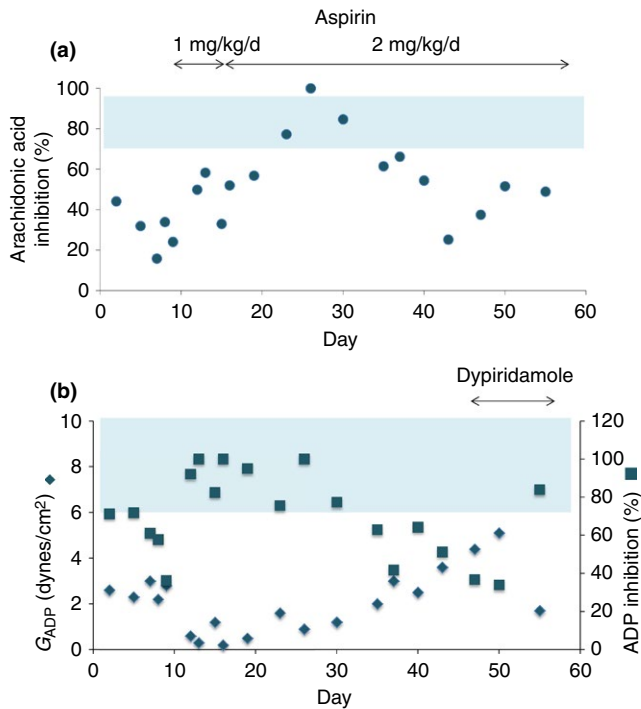 Aspirin
(a)
1 mg/kg/d
2 mg/kg/d
100
80
60
40
20
0
Arachidonic acid
inhibition (%)
0 10 20 30 40 50 60
Day
(b)
Dypiridamole
10
8
6
4
2
0
GADP (dynes/cm²)
120
100
80
60
40
20
0
ADP inhibition (%)
0 10 20 30 40 50 60
Day